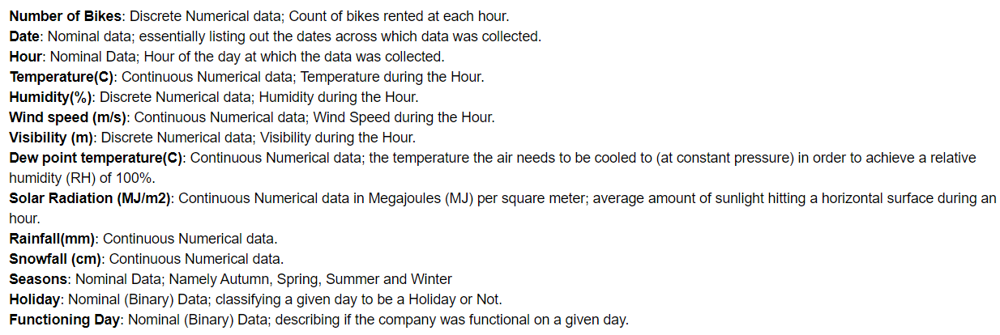 Number of Bikes: Discrete Numerical data; Count of bikes rented at each hour.
Date: Nominal data; essentially listing out the dates across which data was collected.
Hour: Nominal Data; Hour of the day at which the data was collected.
Temperature(C): Continuous Numerical data; Temperature during the Hour.
Humidity(%): Discrete Numerical data; Humidity during the Hour.
Wind speed (m/s): Continuous Numerical data; Wind Speed during the Hour.
Visibility (m): Discrete Numerical data; Visibility during the Hour.
Dew point temperature(C): Continuous Numerical data; the temperature the air needs to be cooled to (at constant pressure) in order to achieve a relative
humidity (RH) of 100%.
Solar Radiation (MJ/m2): Continuous Numerical data in Megajoules (MJ) per square meter; average amount of sunlight hitting a horizontal surface during an
hour.
Rainfall(mm): Continuous Numerical data.
Snowfall (cm): Continuous Numerical data.
Seasons: Nominal Data; Namely Autumn, Spring, Summer and Winter
Holiday: Nominal (Binary) Data; classifying a given day to be a Holiday or Not.
Functioning Day: Nominal (Binary) Data; describing if the company was functional on a given day.